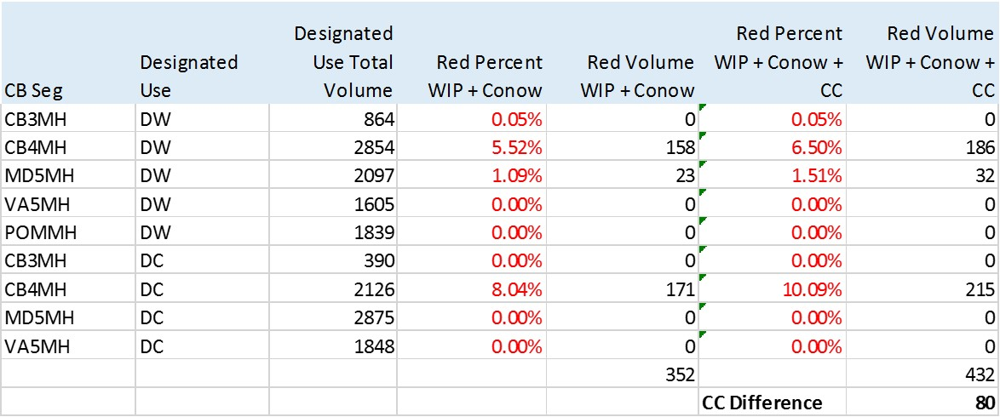 CB Seg Designated Use Designated Use Total Volume Red Percent WIP + Conow Red Volume WIP + Conow Red Percent WIP + Conow + CC Red Volume WIP + Conow + CC
CB3MH DW 864 0.05% 0 0.05% 0
CB4MH DW 2854 5.52% 158 6.50% 186
MD5MH DW 2097 1.09% 23 1.51% 32
VA5MH DW 1605 0.00% 0 0.00% 0
POMMH DW 1839 0.00% 0 0.00% 0
CB3MH DC 390 0.00% 0 0.00% 0
CB4MH DC 2126 8.04% 171 10.09% 215
MD5MH DC 2875 0.00% 0 0.00% 0
VA5MH DC 1848 0.00% 0 0.00% 0
352 432
CC Difference 80